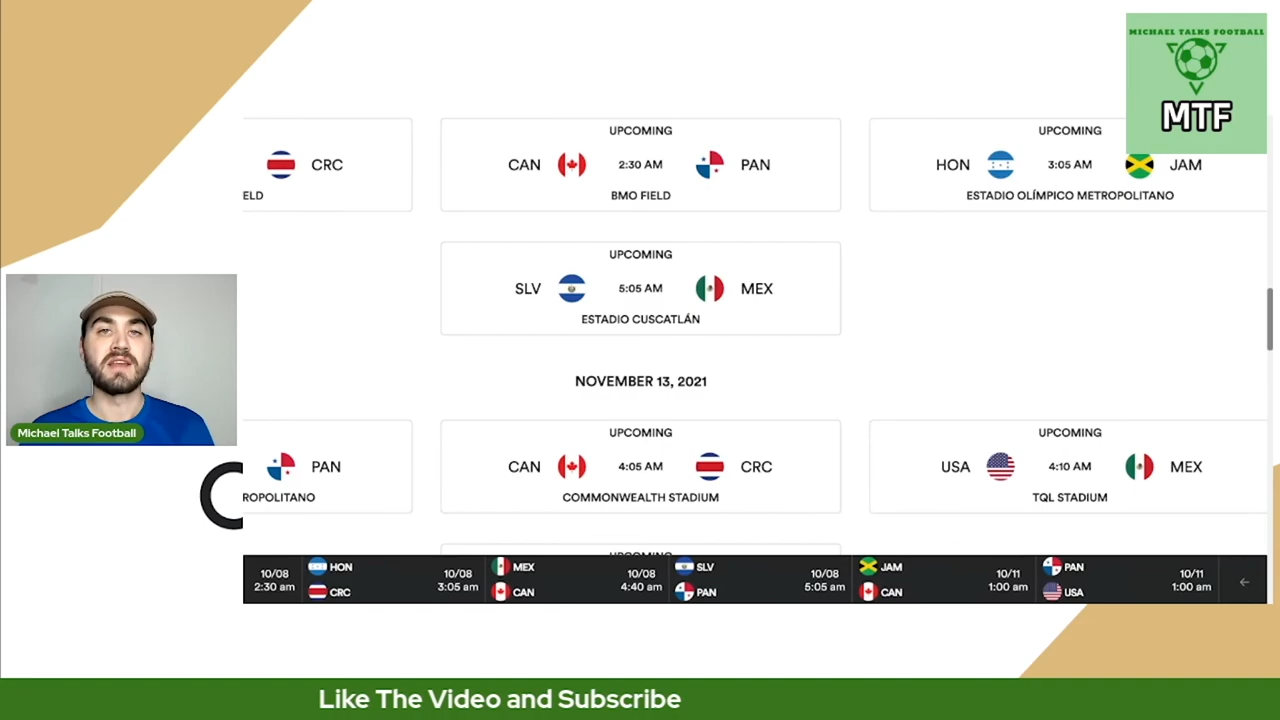 MICHAEL TALKS FOOTBALL
MTF
CRC
ELD
UPCOMING
CAN 2:30 AM PAN
BMO FIELD
UPCOMING
HON 3:05 AM JAM
ESTADIO OLÍMPICO METROPOLITANO
UPCOMING
SLV 5:05 AM MEX
ESTADIO CUSCATLÁN
NOVEMBER 13, 2021
PAN
ROPOLITANO
UPCOMING
CAN 4:05 AM CRC
COMMONWEALTH STADIUM
UPCOMING
USA 4:10 AM MEX
TQL STADIUM
UPCOMING
Michael Talks Football
10/08
2:30 am
HON
CRC
10/08
3:05 am
MEX
CAN
10/08
4:40 am
SLV
PAN
10/08
5:05 am
JAM
CAN
10/11
1:00 am
PAN
USA
10/11
1:00 am
Like The Video and Subscribe